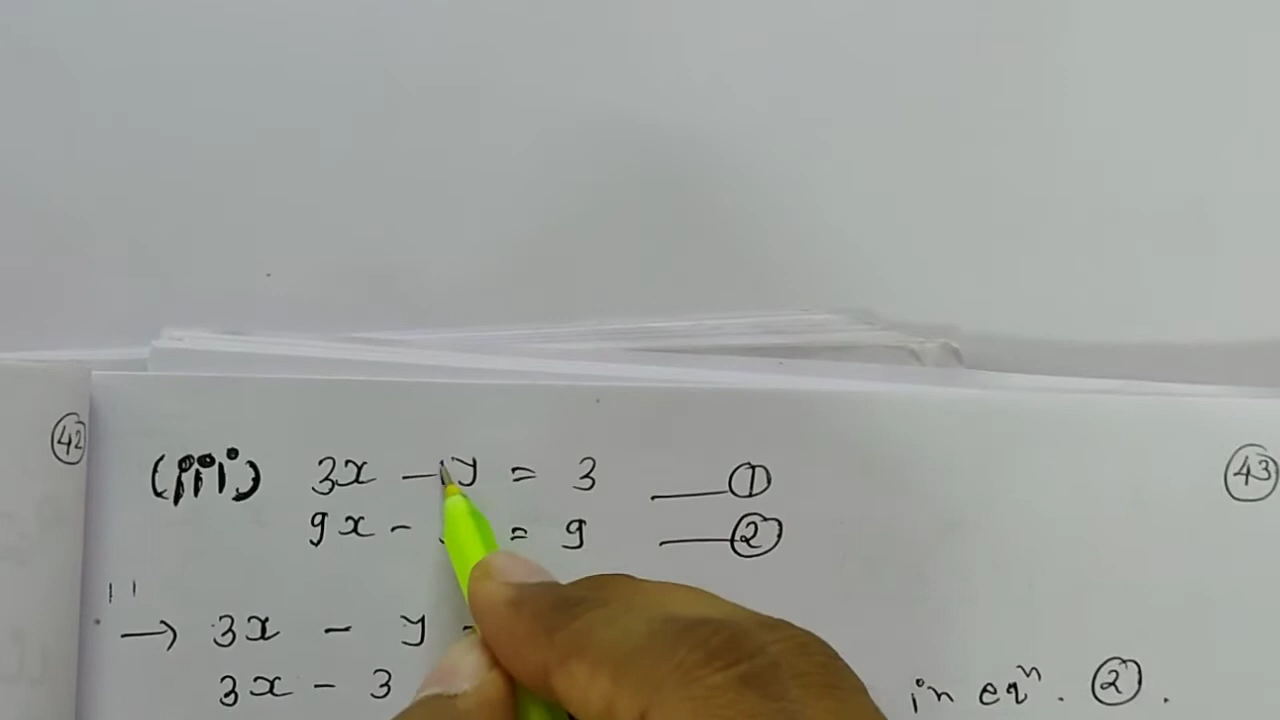 42
43
(iii) 3x - y = 3 — ①
9x - = 9 — ②
→ 3x - y
3x - 3
in eqⁿ. ②.